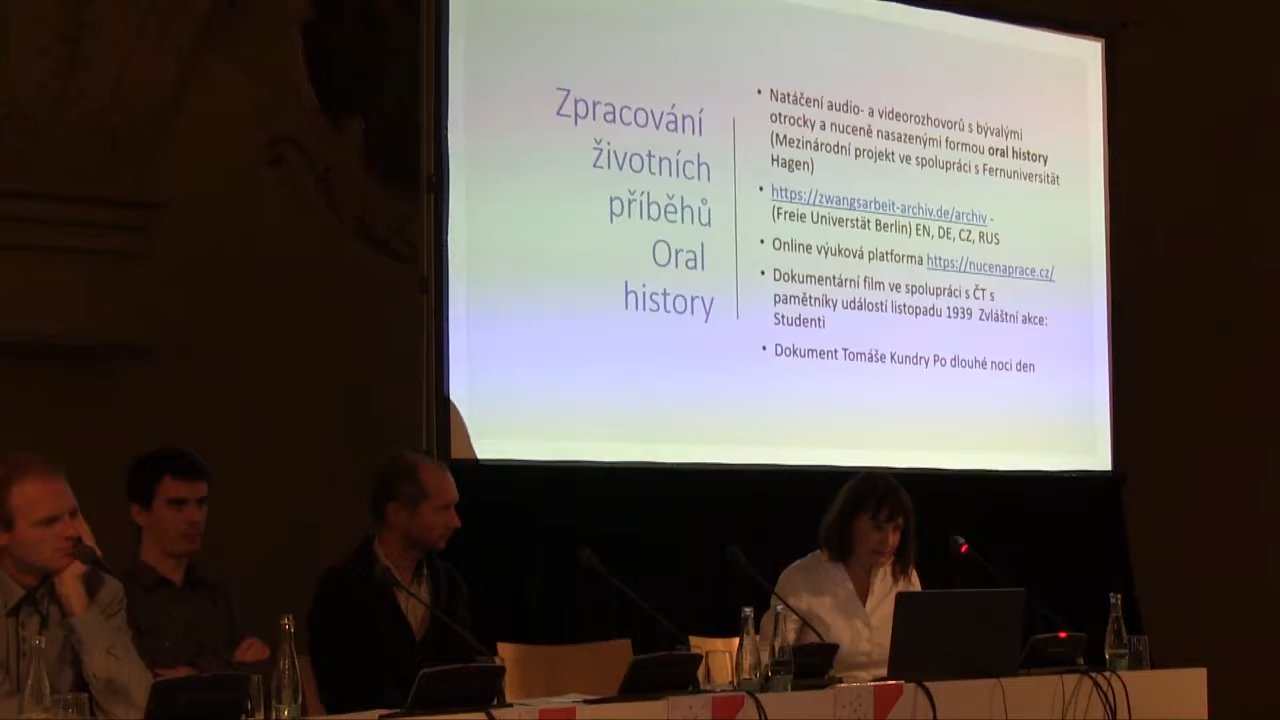 Zpracování
životních
příběhů
Oral
history
• Natáčení audio- a videorozhovorů s bývalými
otrocky a nuceně nasazenými formou oral history
(Mezinárodní projekt ve spolupráci s Fernuniversität
Hagen)
• https://zwangsarbeit-archiv.de/archiv -
(Freie Universtät Berlin) EN, DE, CZ, RUS
• Online výuková platforma https://nucenaprace.cz/
• Dokumentární film ve spolupráci s ČT s
pamětníky událostí listopadu 1939 Zvláštní akce:
Studenti
• Dokument Tomáše Kundry Po dlouhé noci den